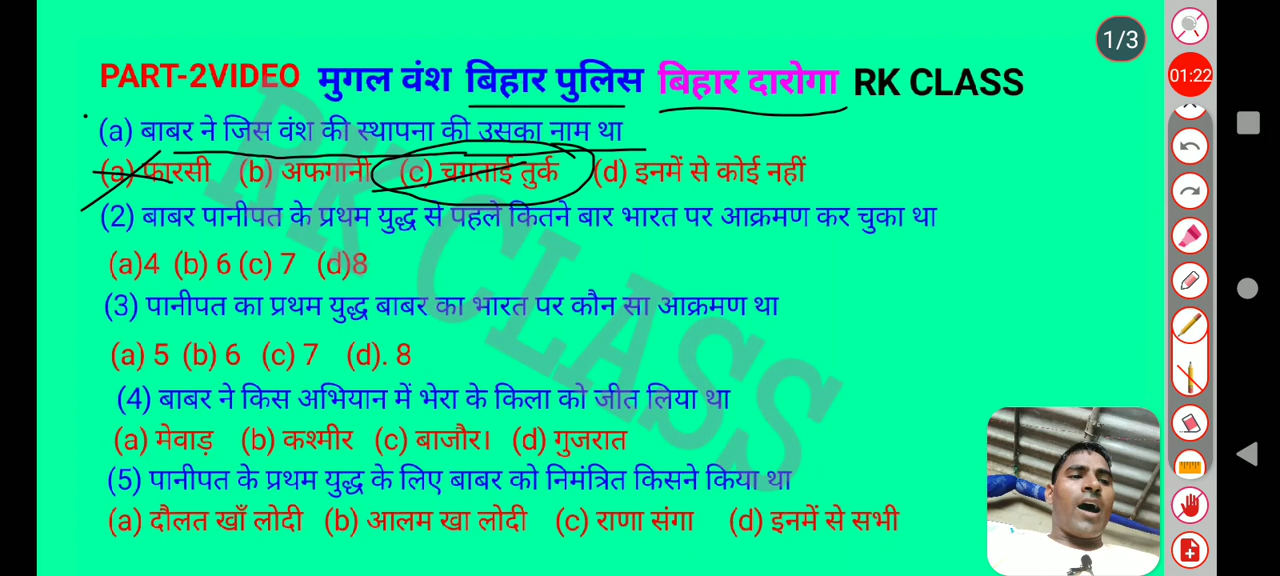 1/3
01:22
PART-2VIDEO मुगल वंश बिहार पुलिस बिहार दारोगा RK CLASS
(a) बाबर ने जिस वंश की स्थापना की उसका नाम था
(a) फारसी (b) अफगानी (c) चग़ताई तुर्क (d) इनमें से कोई नहीं
(2) बाबर पानीपत के प्रथम युद्ध से पहले कितने बार भारत पर आक्रमण कर चुका था
(a)4 (b) 6 (c) 7 (d)8
(3) पानीपत का प्रथम युद्ध बाबर का भारत पर कौन सा आक्रमण था
(a) 5 (b) 6 (c) 7 (d). 8
(4) बाबर ने किस अभियान में भेरा के किला को जीत लिया था
(a) मेवाड़ (b) कश्मीर (c) बाजौर। (d) गुजरात
(5) पानीपत के प्रथम युद्ध के लिए बाबर को निमंत्रित किसने किया था
(a) दौलत खाँ लोदी (b) आलम खा लोदी (c) राणा संगा (d) इनमें से सभी
RK CLASS